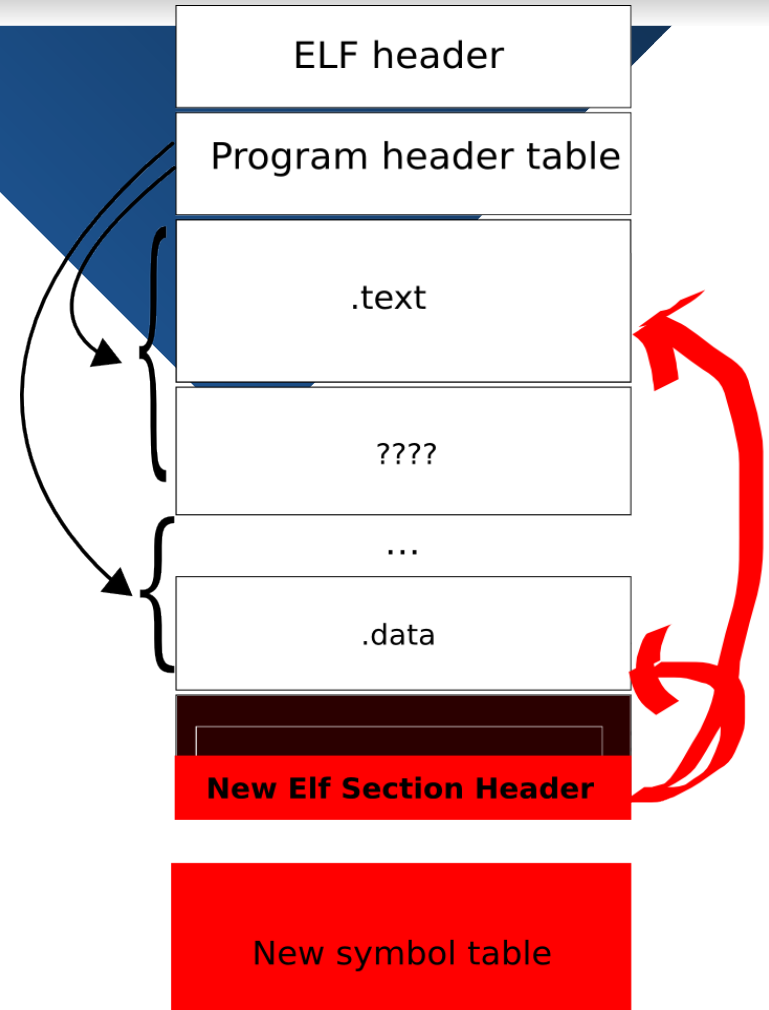 ELF header
Program header table
.text
????
...
.data
New Elf Section Header
New symbol table